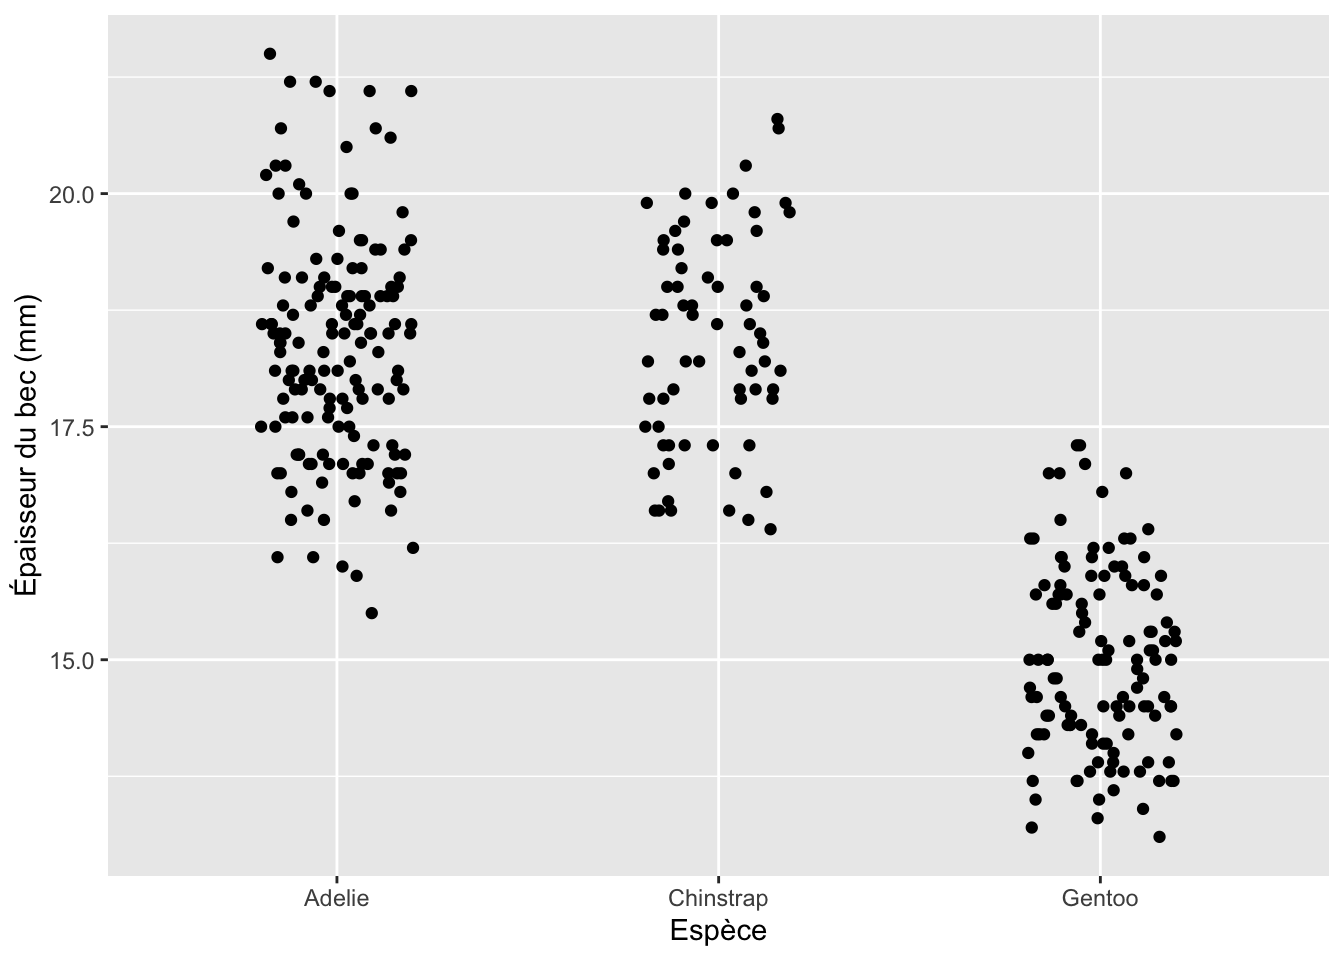 Épaisseur du bec (mm)
20.0
17.5
15.0
Adelie
Chinstrap
Gentoo
Espèce